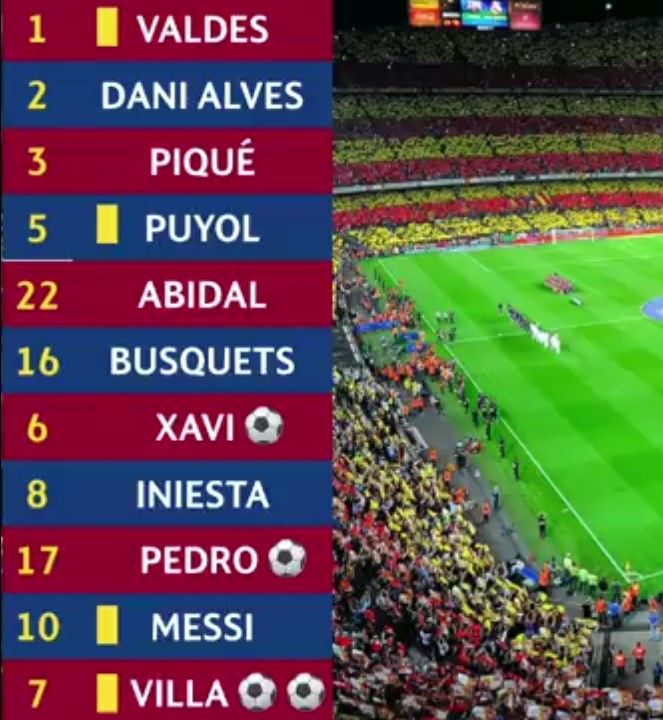 1 VALDES
2 DANI ALVES
3 PIQUÉ
5 PUYOL
22 ABIDAL
16 BUSQUETS
6 XAVI
8 INIESTA
17 PEDRO
10 MESSI
7 VILLA